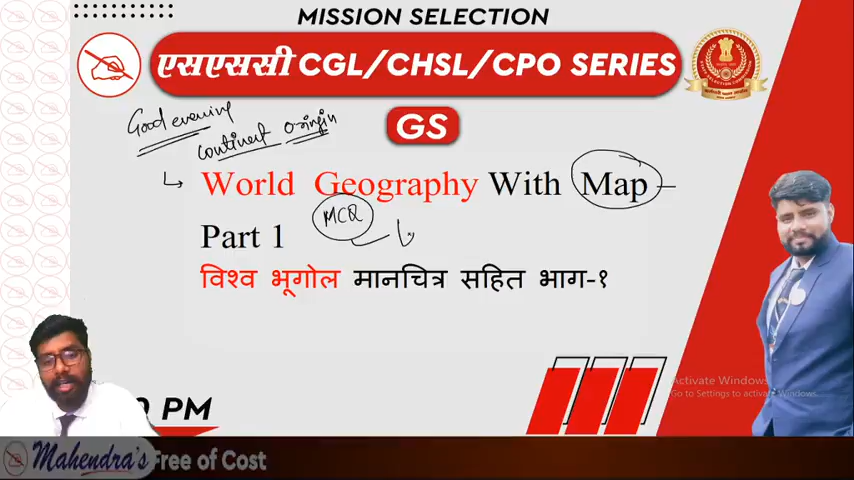 MISSION SELECTION
एसएससी CGL/CHSL/CPO SERIES
GS
Good evening
continent origin
World Geography With Map
MCQ
Part 1
विश्व भूगोल मानचित्र सहित भाग-१
Activate Windows
Go to Settings to activate Windows.
0 PM
Mahendra's Free of Cost